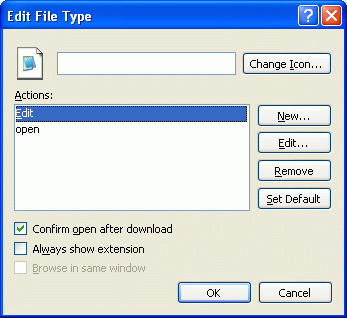 Edit File Type
?
Change Icon...
Actions:
Edit
open
New...
Edit...
Remove
Set Default
Confirm open after download
Always show extension
Browse in same window
OK
Cancel